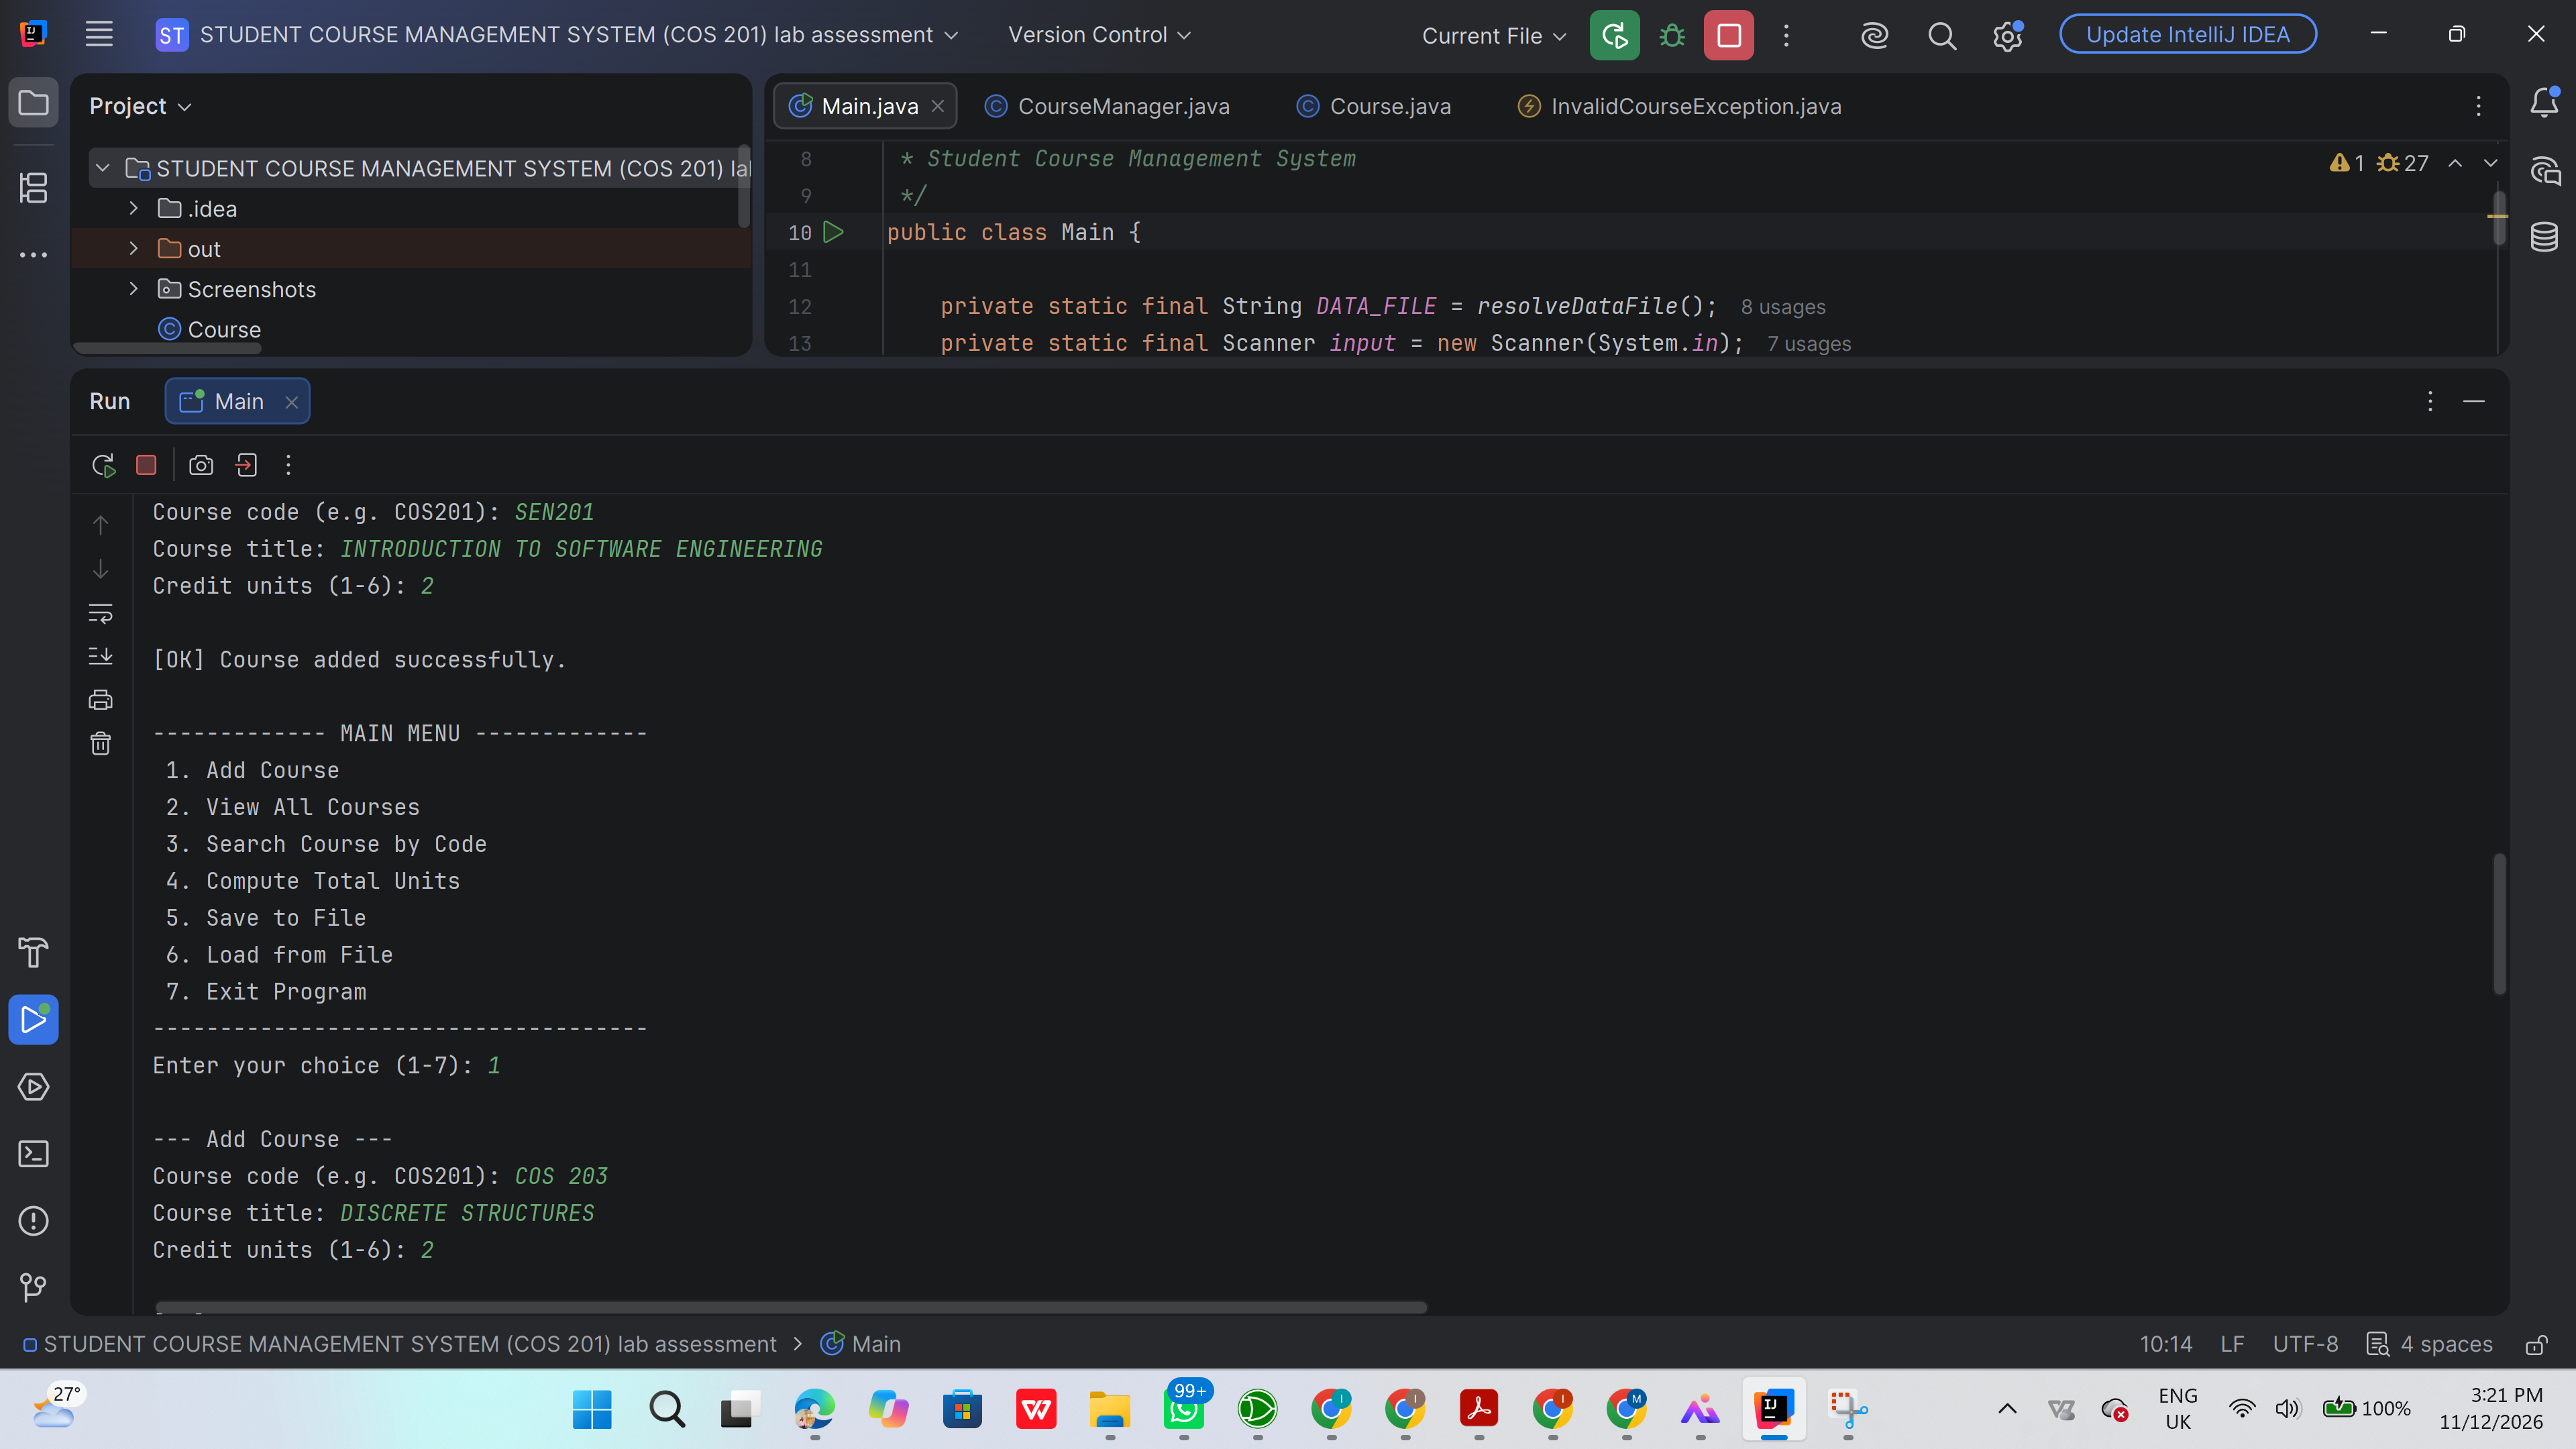 ST STUDENT COURSE MANAGEMENT SYSTEM (COS 201) lab assessment Version Control Current File Update IntelliJ IDEA
Project
STUDENT COURSE MANAGEMENT SYSTEM (COS 201)
.idea
out
Screenshots
Course
Main.java CourseManager.java Course.java InvalidCourseException.java
8 * Student Course Management System
9 */
10 public class Main {
11
12 private static final String DATA_FILE = resolveDataFile(); 8 usages
13 private static final Scanner input = new Scanner(System.in); 7 usages
1 27
Run Main
Course code (e.g. COS201): SEN201
Course title: INTRODUCTION TO SOFTWARE ENGINEERING
Credit units (1-6): 2
[OK] Course added successfully.
------------- MAIN MENU -------------
1. Add Course
2. View All Courses
3. Search Course by Code
4. Compute Total Units
5. Save to File
6. Load from File
7. Exit Program
-------------------------------------
Enter your choice (1-7): 1
--- Add Course ---
Course code (e.g. COS201): COS 203
Course title: DISCRETE STRUCTURES
Credit units (1-6): 2
STUDENT COURSE MANAGEMENT SYSTEM (COS 201) lab assessment > Main 10:14 LF UTF-8 4 spaces
27°
99+
ENG
UK
100%
3:21 PM
11/12/2026